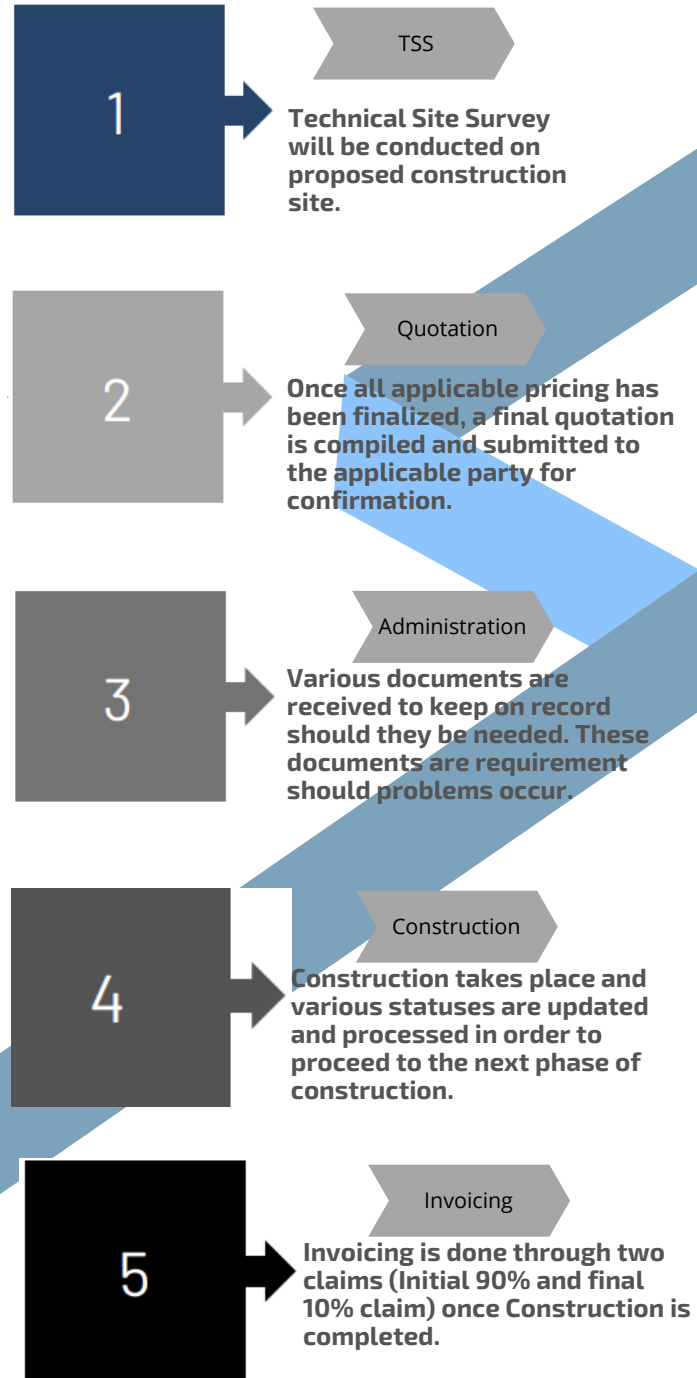 1
TSS
Technical Site Survey
will be conducted on
proposed construction
site.
2
Quotation
Once all applicable pricing has
been finalized, a final quotation
is compiled and submitted to
the applicable party for
confirmation.
3
Administration
Various documents are
received to keep on record
should they be needed. These
documents are requirement
should problems occur.
4
Construction
Construction takes place and
various statuses are updated
and processed in order to
proceed to the next phase of
construction.
5
Invoicing
Invoicing is done through two
claims (Initial 90% and final
10% claim) once Construction is
completed.